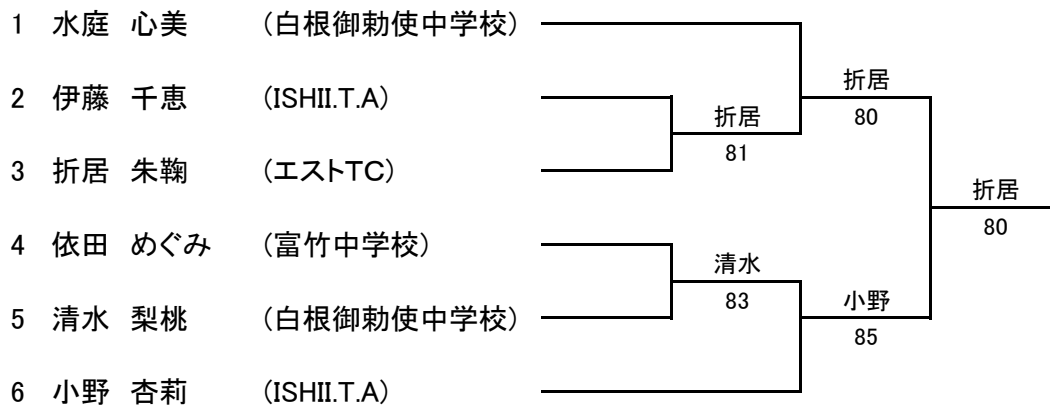 1 水庭 心美 (白根御勅使中学校)
折居
2 伊藤 千恵 (ISHII.T.A)
折居 80
81
3 折居 朱鞠 (エストTC)
折居
80
4 依田 めぐみ (富竹中学校)
清水
83 小野
5 清水 梨桃 (白根御勅使中学校)
85
6 小野 杏莉 (ISHII.T.A)